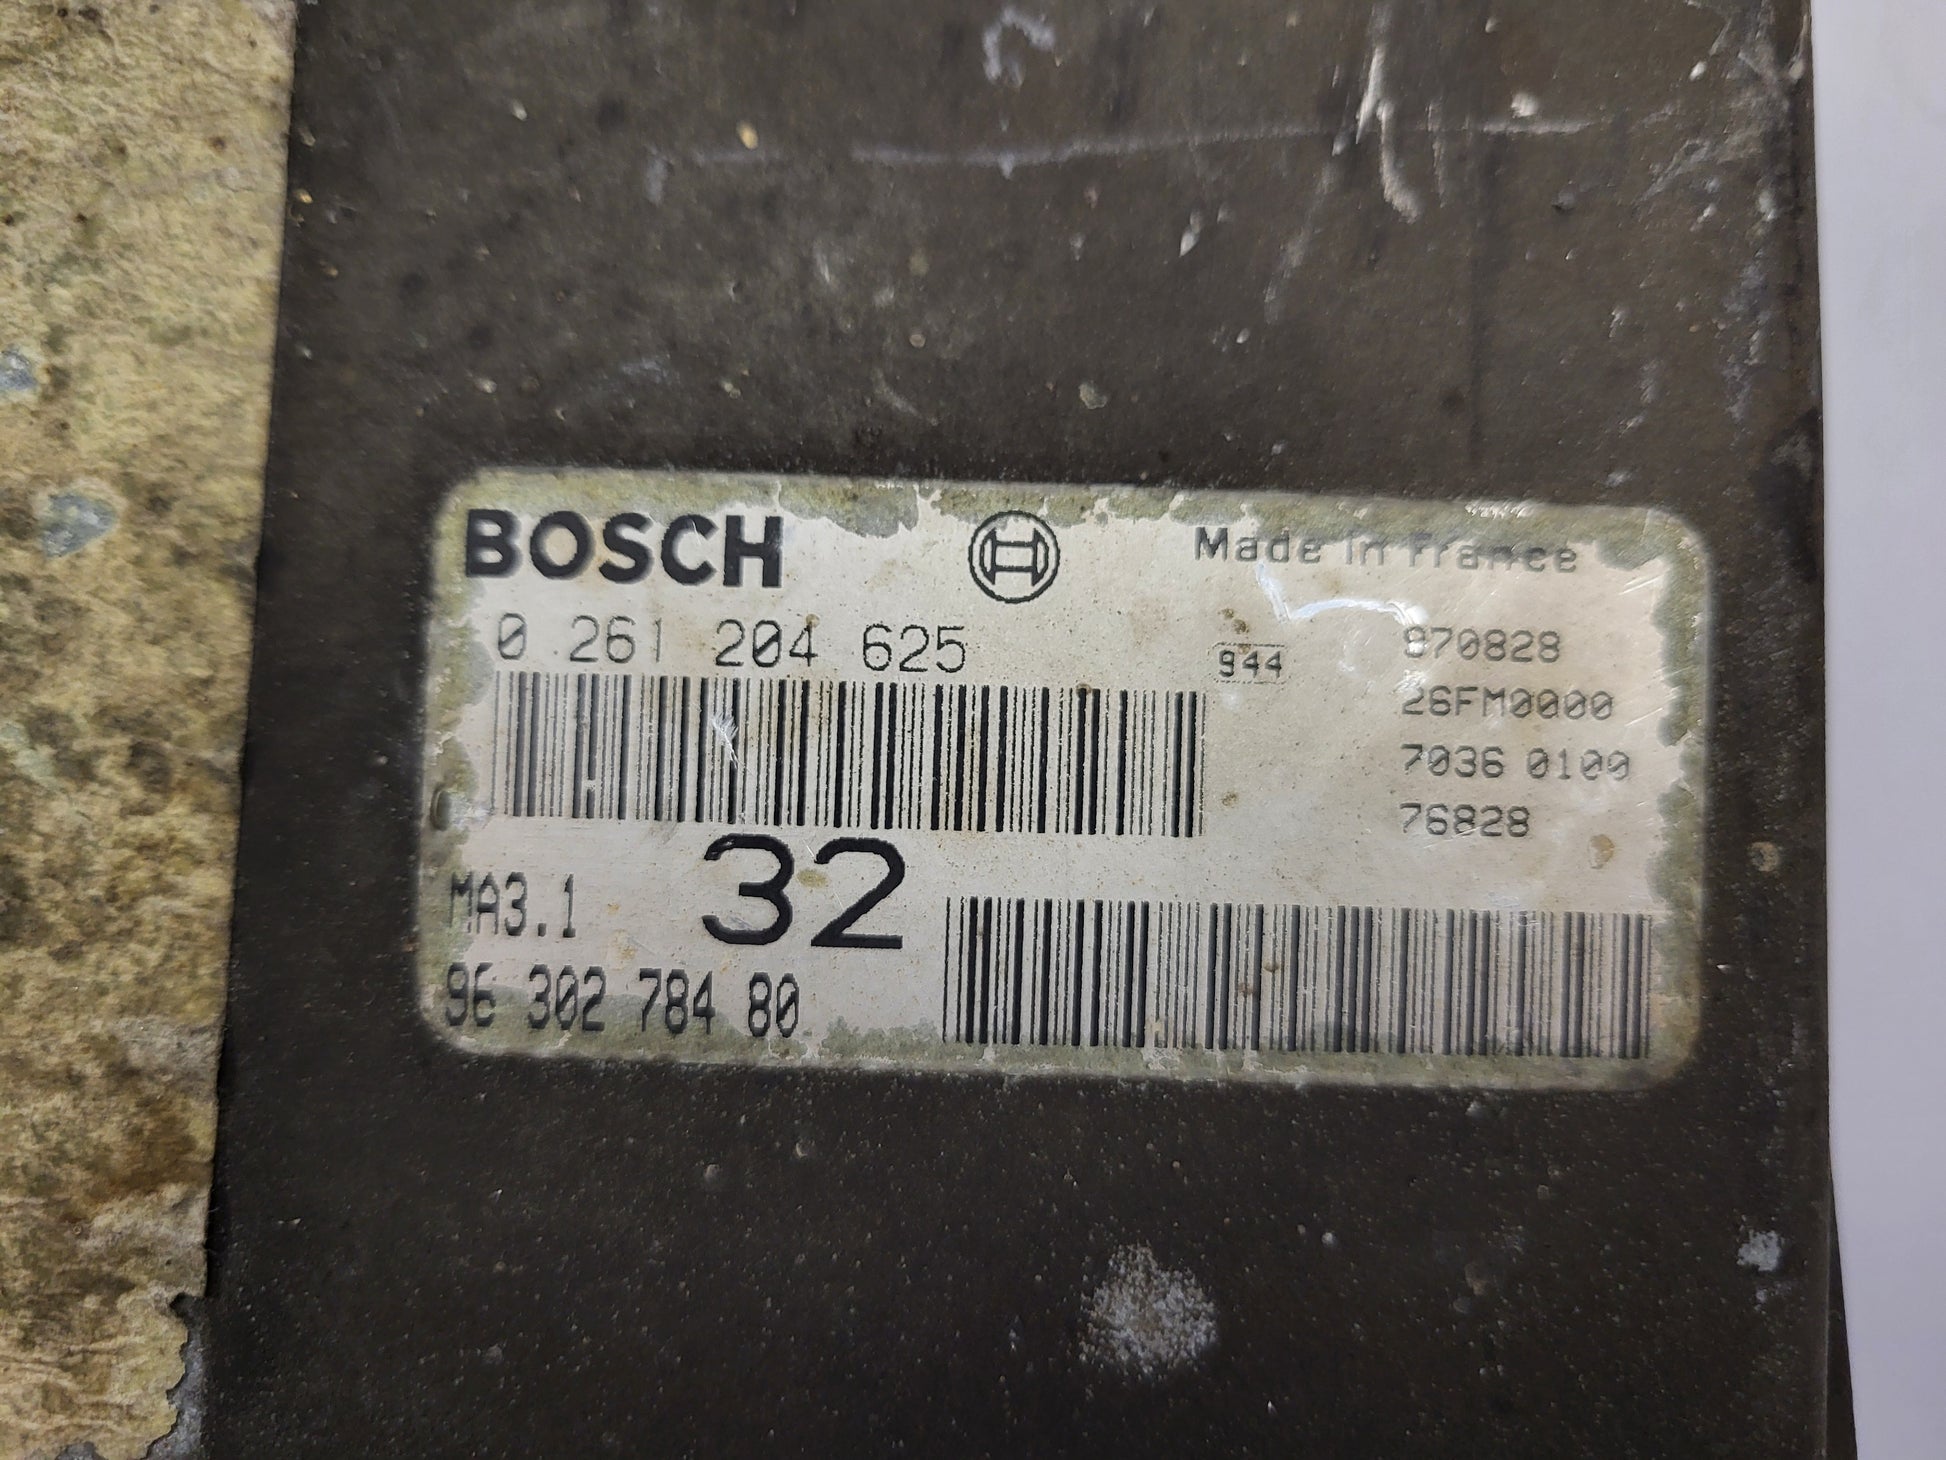 BOSCH
Made in France
0 261 204 625
944
870828
26FM0000
7036 0100
76828
MA3.1
32
96 302 784 80